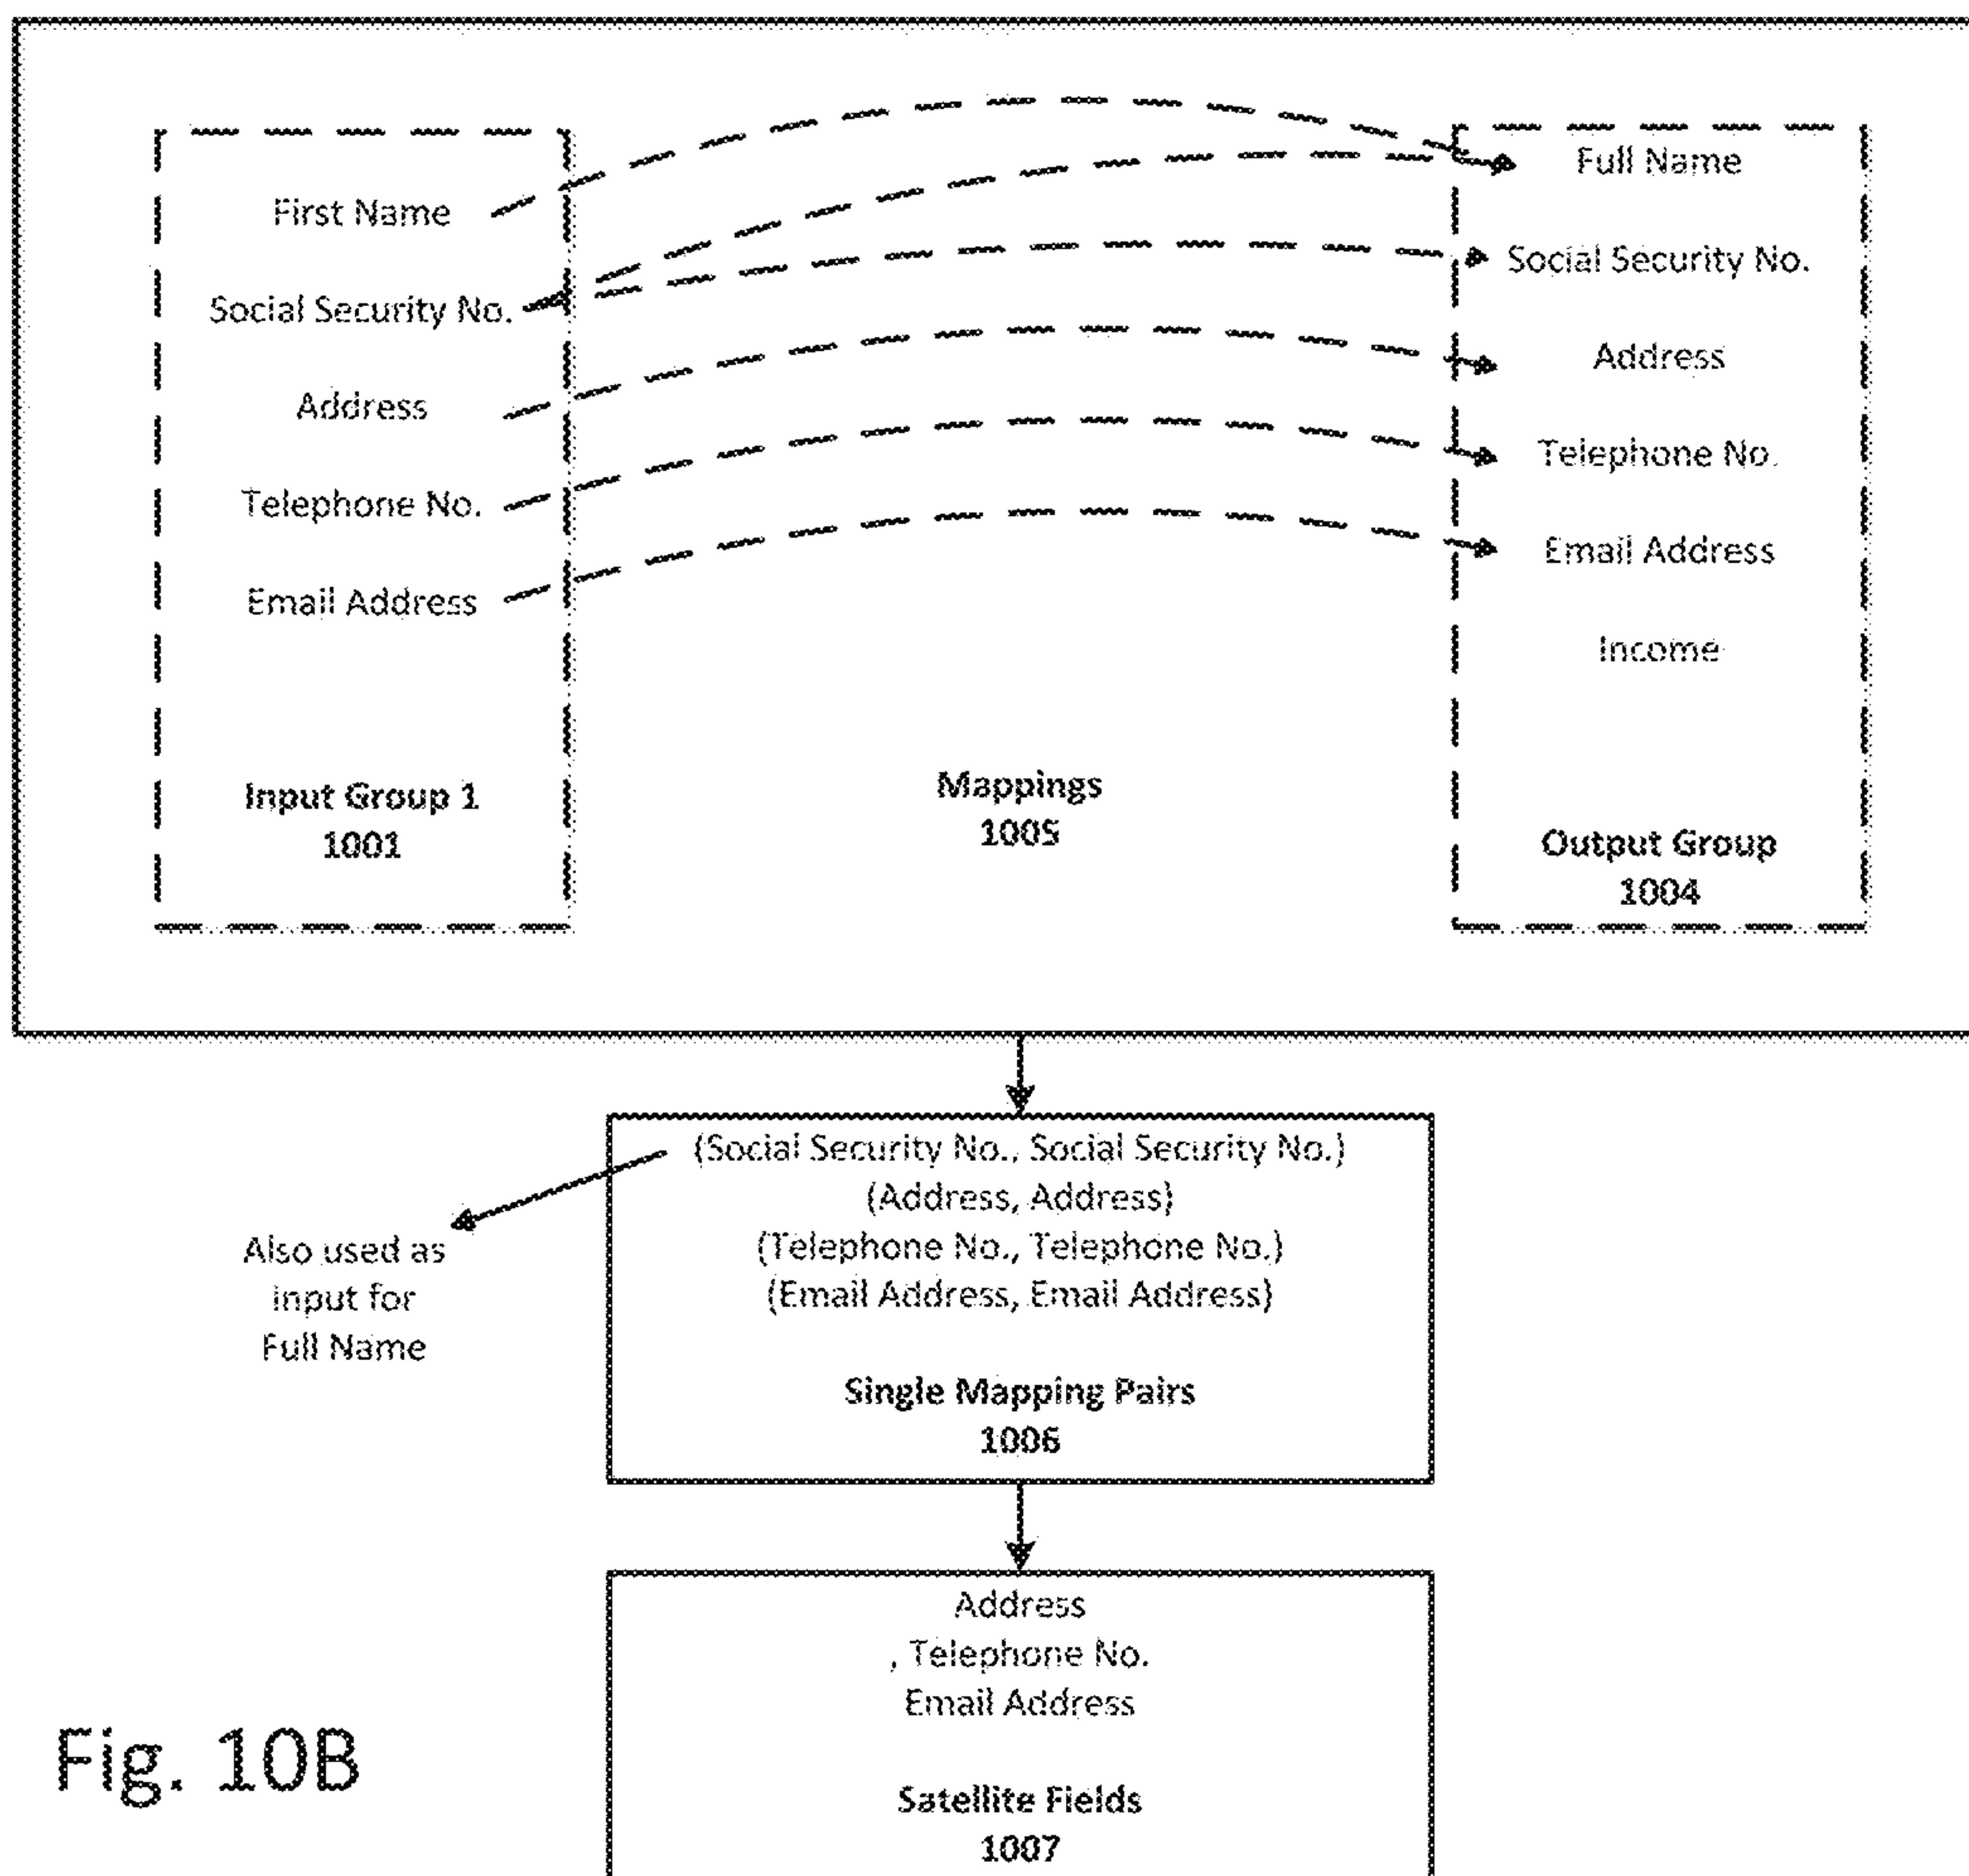 First Name
Social Security No.
Address
Telephone No.
Email Address
Input Group 1
1001
Mappings
1005
Full Name
Social Security No.
Address
Telephone No.
Email Address
Income
Output Group
1004
(Social Security No., Social Security No.)
(Address, Address)
(Telephone No., Telephone No.)
(Email Address, Email Address)
Single Mapping Pairs
1006
Also used as
input for
Full Name
Address
, Telephone No.
Email Address
Satellite Fields
1007
Fig. 10B